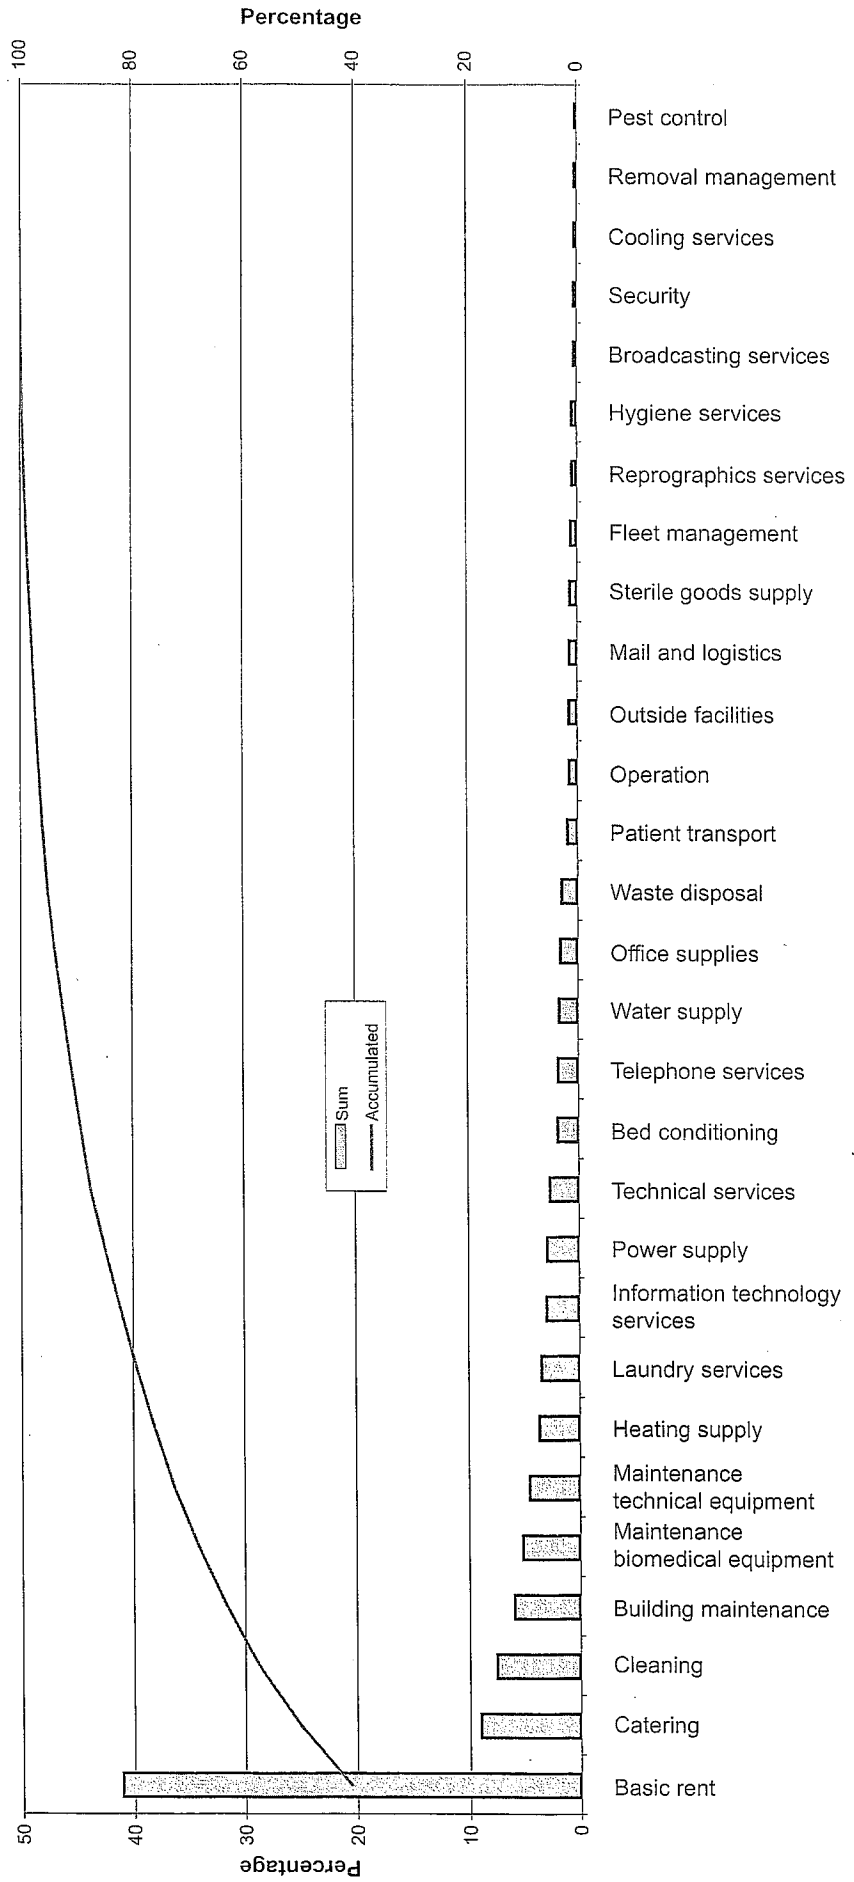 Percentage
100
80
60
40
20
0
Pest control
Removal management
Cooling services
Security
Broadcasting services
Hygiene services
Reprographics services
Fleet management
Sterile goods supply
Mail and logistics
Outside facilities
Operation
Patient transport
Waste disposal
Office supplies
Water supply
Telephone services
Bed conditioning
Technical services
Power supply
Information technology
services
Laundry services
Heating supply
Maintenance
technical equipment
Maintenance
biomedical equipment
Building maintenance
Cleaning
Catering
Basic rent
Sum
Accumulated
50
40
30
20
10
0
Percentage